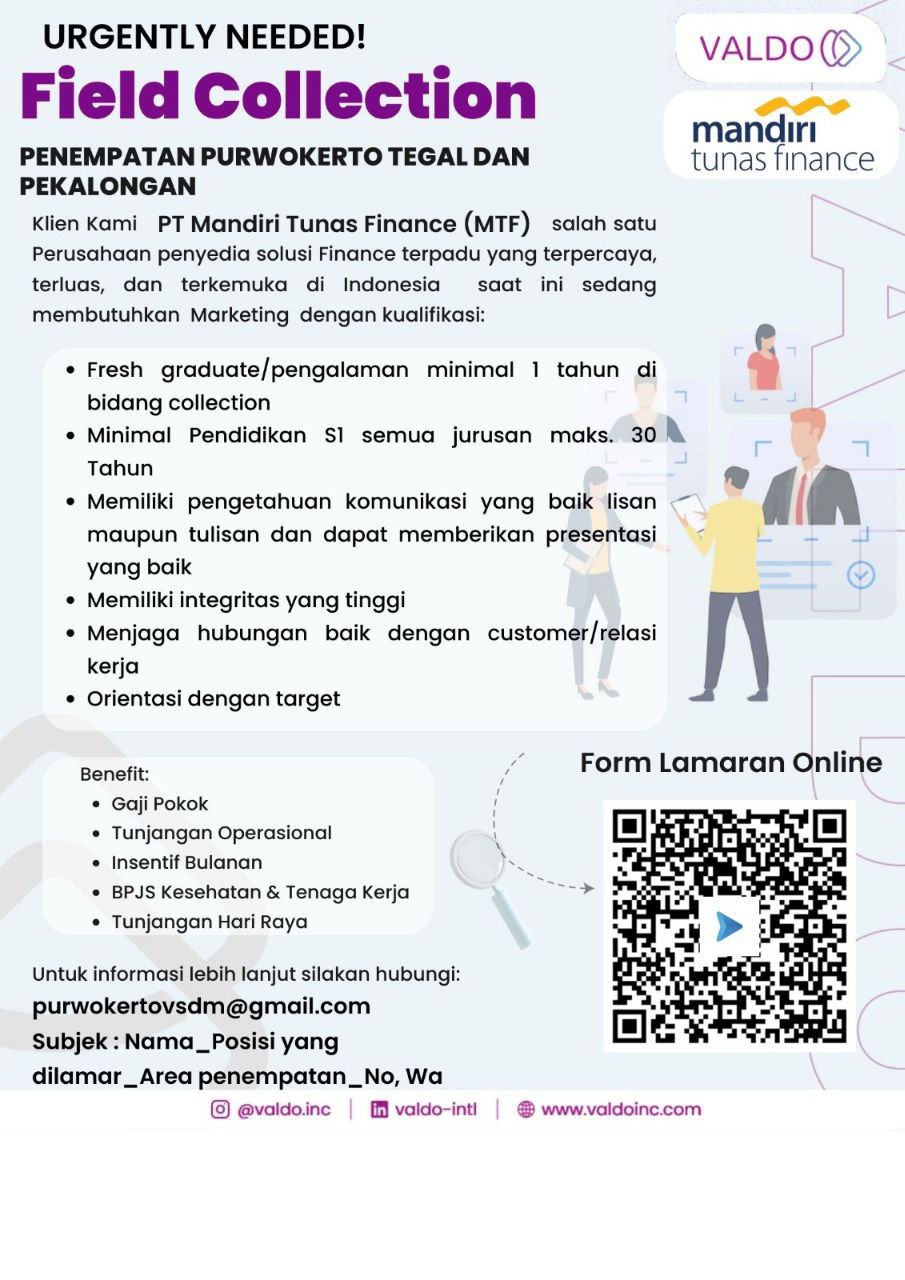 URGENTLY NEEDED!
VALDO
Field Collection
mandiri
tunas finance
PENEMPATAN PURWOKERTO TEGAL DAN
PEKALONGAN
Klien Kami PT Mandiri Tunas Finance (MTF) salah satu
Perusahaan penyedia solusi Finance terpadu yang terpercaya,
terluas, dan terkemuka di Indonesia saat ini sedang
membutuhkan Marketing dengan kualifikasi:
• Fresh graduate/pengalaman minimal 1 tahun di
bidang collection
• Minimal Pendidikan S1 semua jurusan maks. 30
Tahun
• Memiliki pengetahuan komunikasi yang baik lisan
maupun tulisan dan dapat memberikan presentasi
yang baik
• Memiliki integritas yang tinggi
• Menjaga hubungan baik dengan customer/relasi
kerja
• Orientasi dengan target
Benefit:
• Gaji Pokok
• Tunjangan Operasional
• Insentif Bulanan
• BPJS Kesehatan & Tenaga Kerja
• Tunjangan Hari Raya
Form Lamaran Online
Untuk informasi lebih lanjut silakan hubungi:
purwokertovsdm@gmail.com
Subjek : Nama_Posisi yang
dilamar_Area penempatan_No, Wa
@valdo.inc | valdo-intl | www.valdoinc.com